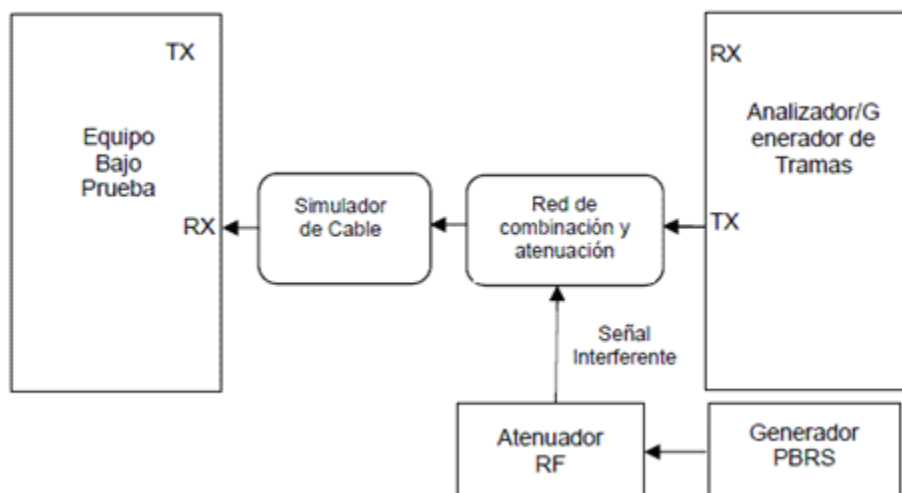 TX
Equipo
Bajo
Prueba
RX
Simulador
de Cable
Red de
combinación y
atenuación
RX
Analizador/G
enerador de
Tramas
TX
Señal
Interferente
Atenuador
RF
Generador
PBRS